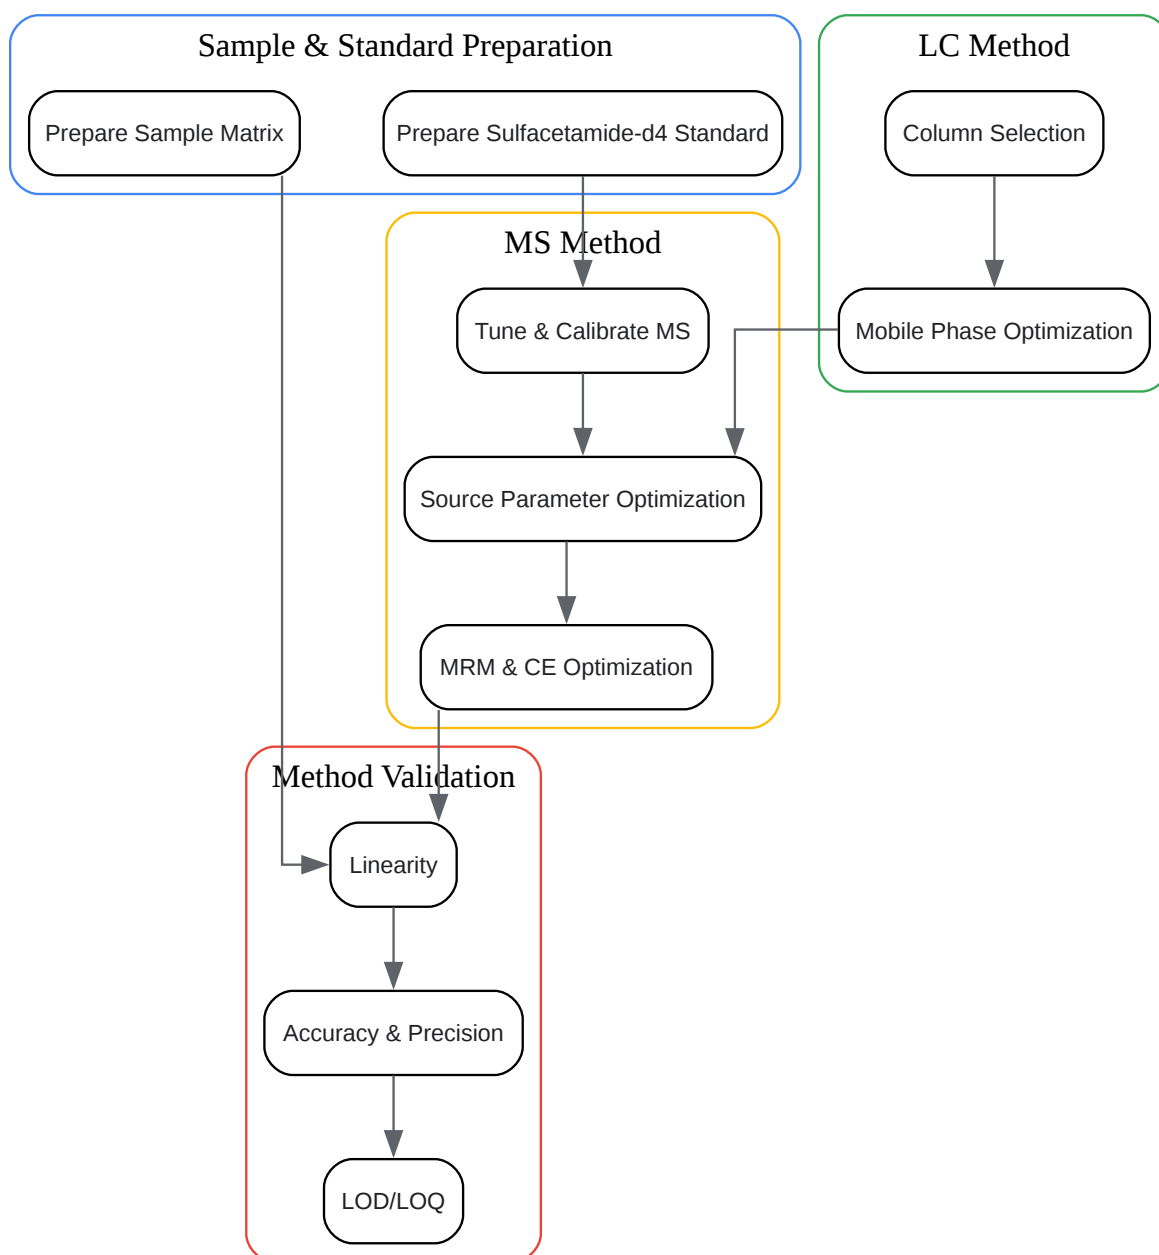 Sample & Standard Preparation
Prepare Sample Matrix
Prepare Sulfacetamide-d4 Standard
LC Method
Column Selection
Mobile Phase Optimization
MS Method
Tune & Calibrate MS
Source Parameter Optimization
MRM & CE Optimization
Method Validation
Linearity
Accuracy & Precision
LOD/LOQ